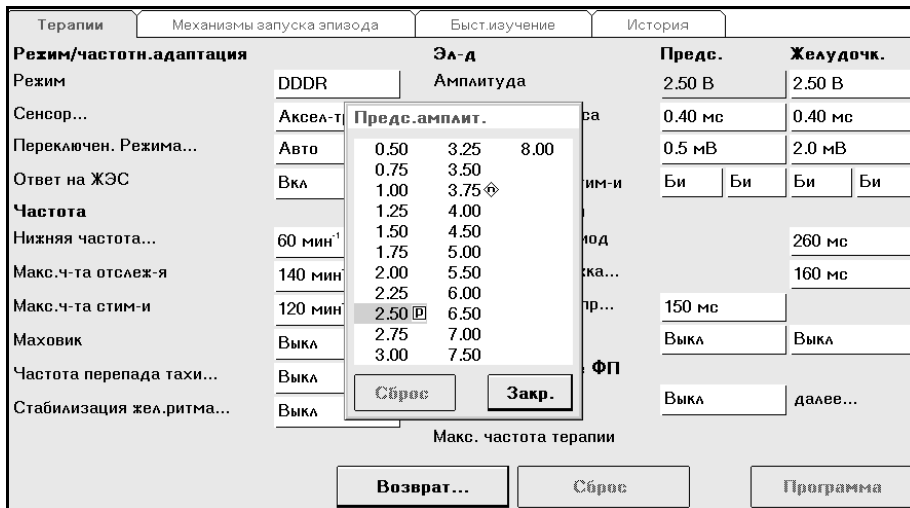 Терапии Механизмы запуска эпизода Быст.изучение История
Режим/частотн.адаптация Эл-д Предс. Желудочк.
Режим DDDR Амплитуда 2.50 В 2.50 В
Сенсор... 0.40 мс 0.40 мс
Переключен. Режима... Авто 0.5 мВ 2.0 мВ
Ответ на ЖЭС Вкл Би Би Би Би
Частота
Нижняя частота... 60 мин⁻¹ 260 мс
Макс.ч-та отслеж-я 140 мин 160 мс
Макс.ч-та стим-и 120 мин 150 мс
Маховик Выкл Выкл Выкл
Частота перепада тахи... Выкл ФП
Стабилизация жел.ритма... Выкл Выкл далее...
Макс. частота терапии
Предс.амплит.
0.50 3.25 8.00
0.75 3.50
1.00 3.75
1.25 4.00
1.50 4.50
1.75 5.00
2.00 5.50
2.25 6.00
2.50 P 6.50
2.75 7.00
3.00 7.50
Сброс Закр.
Возврат... Сброс Программа